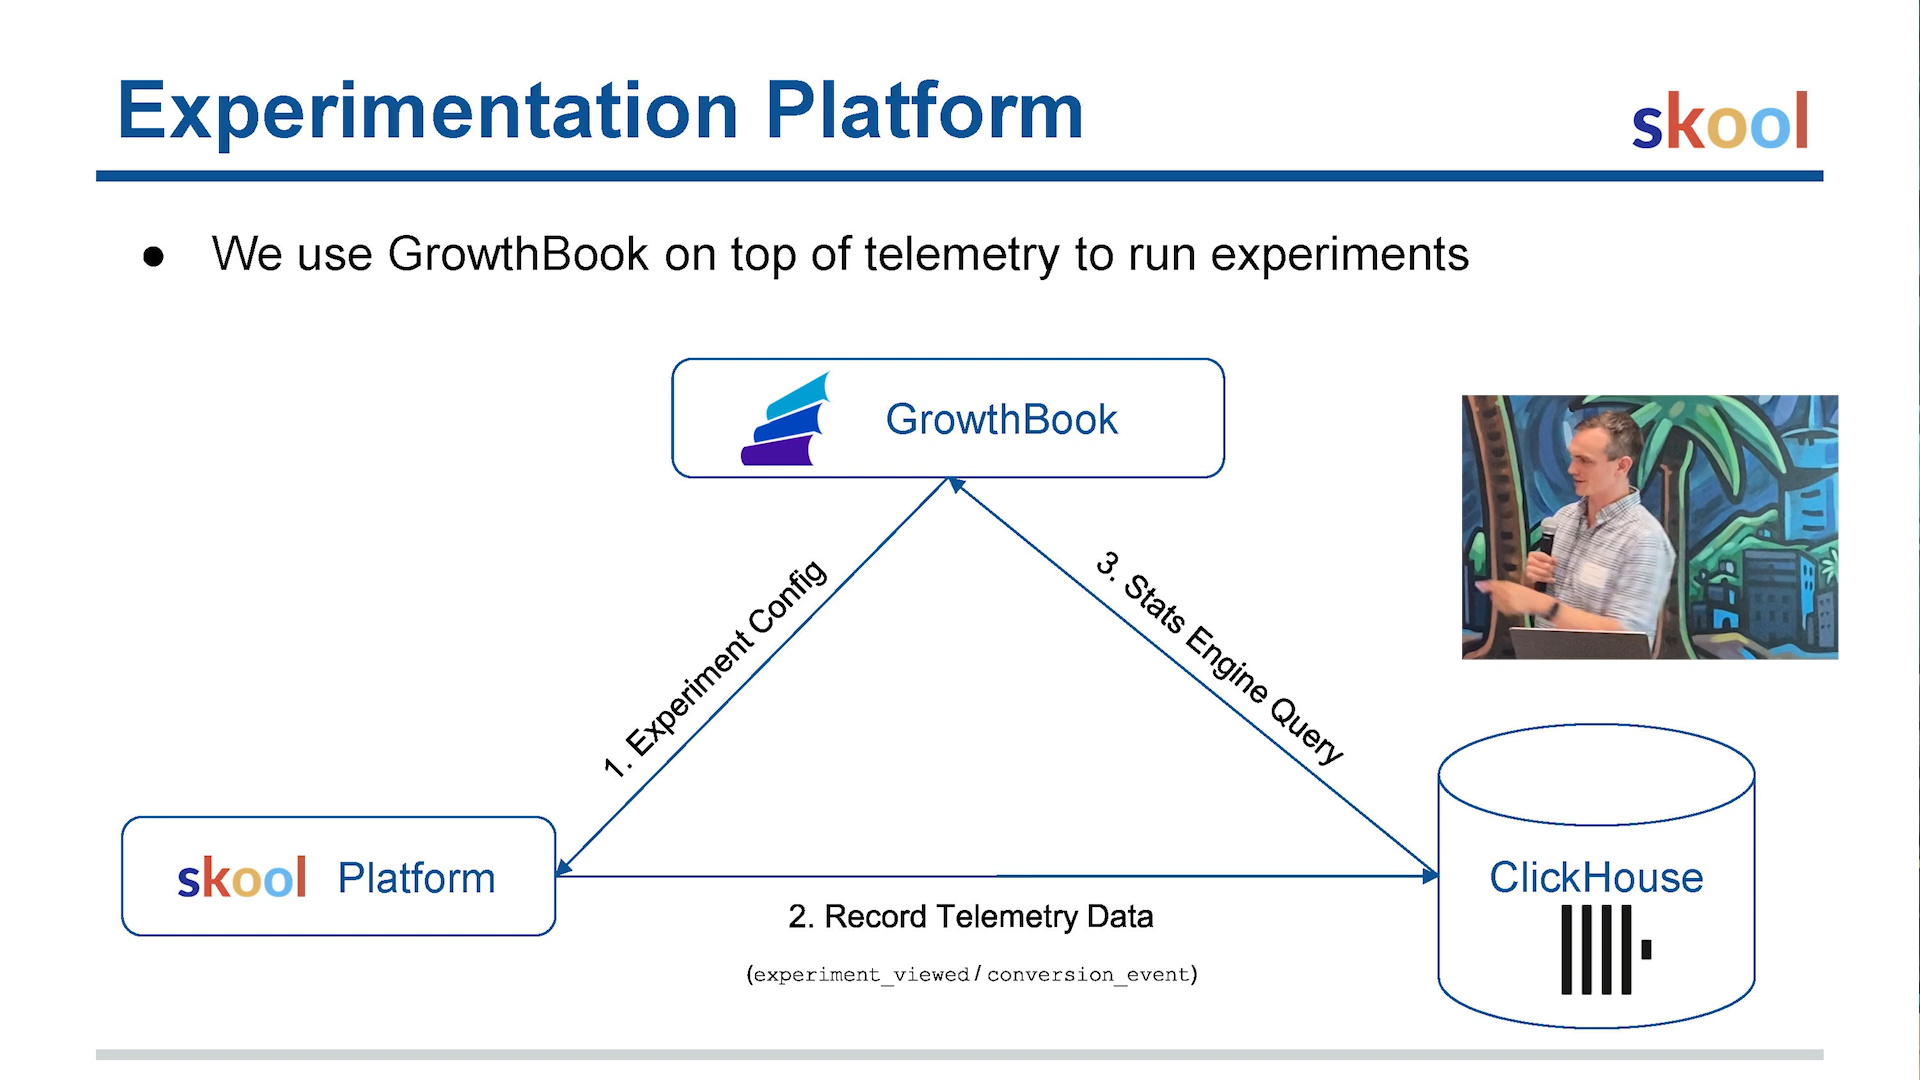 Experimentation Platform
skool
● We use GrowthBook on top of telemetry to run experiments
GrowthBook
1. Experiment Config
3. Stats Engine Query
skool Platform
ClickHouse
2. Record Telemetry Data
(experiment_viewed / conversion_event)